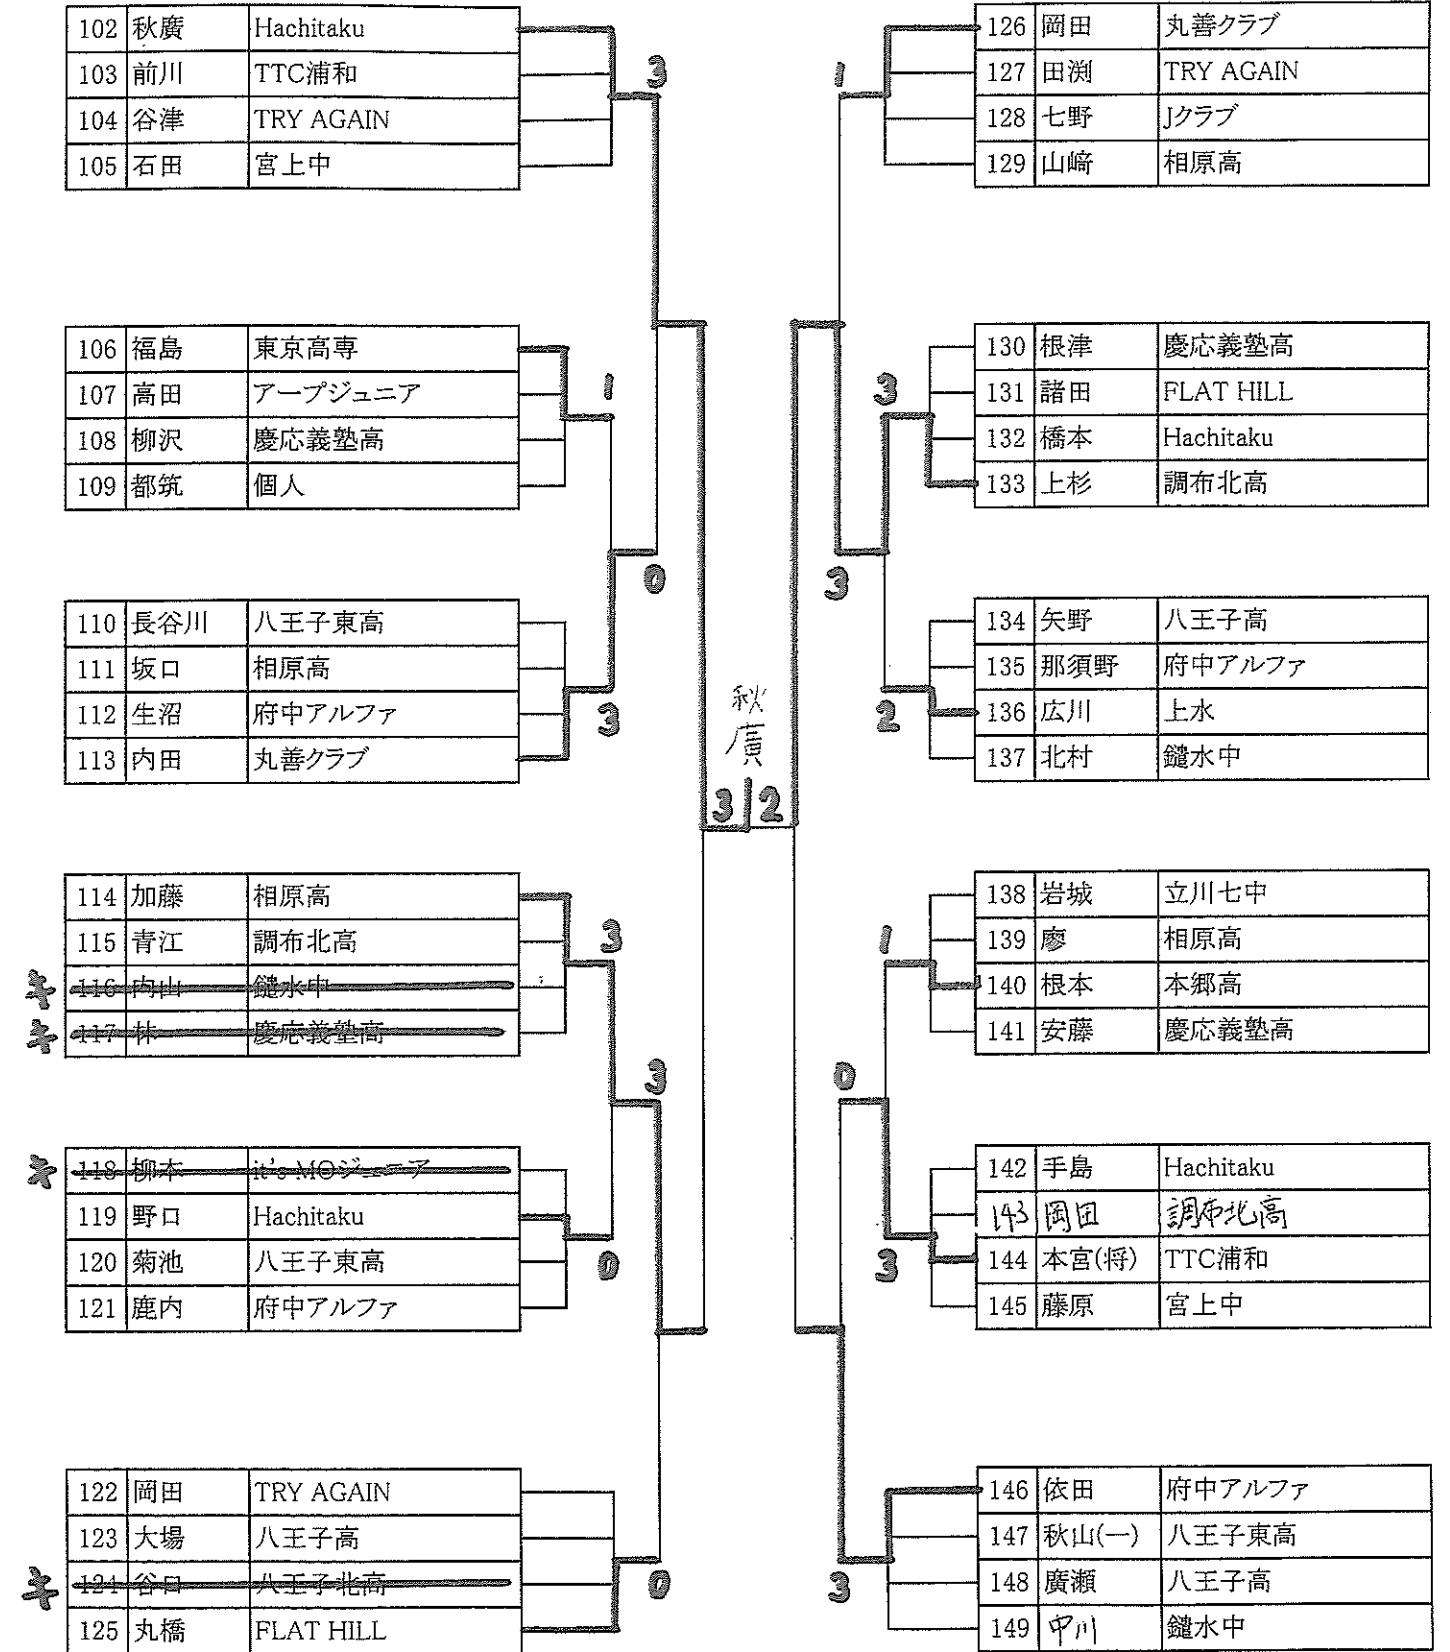 102 秋廣 Hachitaku
103 前川 TTC浦和
104 谷津 TRY AGAIN
105 石田 宮上中
3
106 福島 東京高専
107 高田 アープジュニア
108 柳沢 慶応義塾高
109 都筑 個人
1
0
110 長谷川 八王子東高
111 坂口 相原高
112 生沼 府中アルファ
113 内田 丸善クラブ
3
114 加藤 相原高
115 青江 調布北高
キ 116 内山 鑓水中
キ 117 林 慶応義塾高
3
3
キ 118 柳本 it's MOジュニア
119 野口 Hachitaku
120 菊池 八王子東高
121 鹿内 府中アルファ
0
122 岡田 TRY AGAIN
123 大場 八王子高
キ 124 谷口 八王子北高
125 丸橋 FLAT HILL
0
秋廣
3 2
126 岡田 丸善クラブ
127 田渕 TRY AGAIN
128 七野 Jクラブ
129 山崎 相原高
1
130 根津 慶応義塾高
131 諸田 FLAT HILL
132 橋本 Hachitaku
133 上杉 調布北高
3
3
134 矢野 八王子高
135 那須野 府中アルファ
136 広川 上水
137 北村 鑓水中
2
138 岩城 立川七中
139 廖 相原高
140 根本 本郷高
141 安藤 慶応義塾高
1
0
142 手島 Hachitaku
143 岡田 調布北高
144 本宮(将) TTC浦和
145 藤原 宮上中
3
146 依田 府中アルファ
147 秋山(一) 八王子東高
148 廣瀬 八王子高
149 中川 鑓水中
3